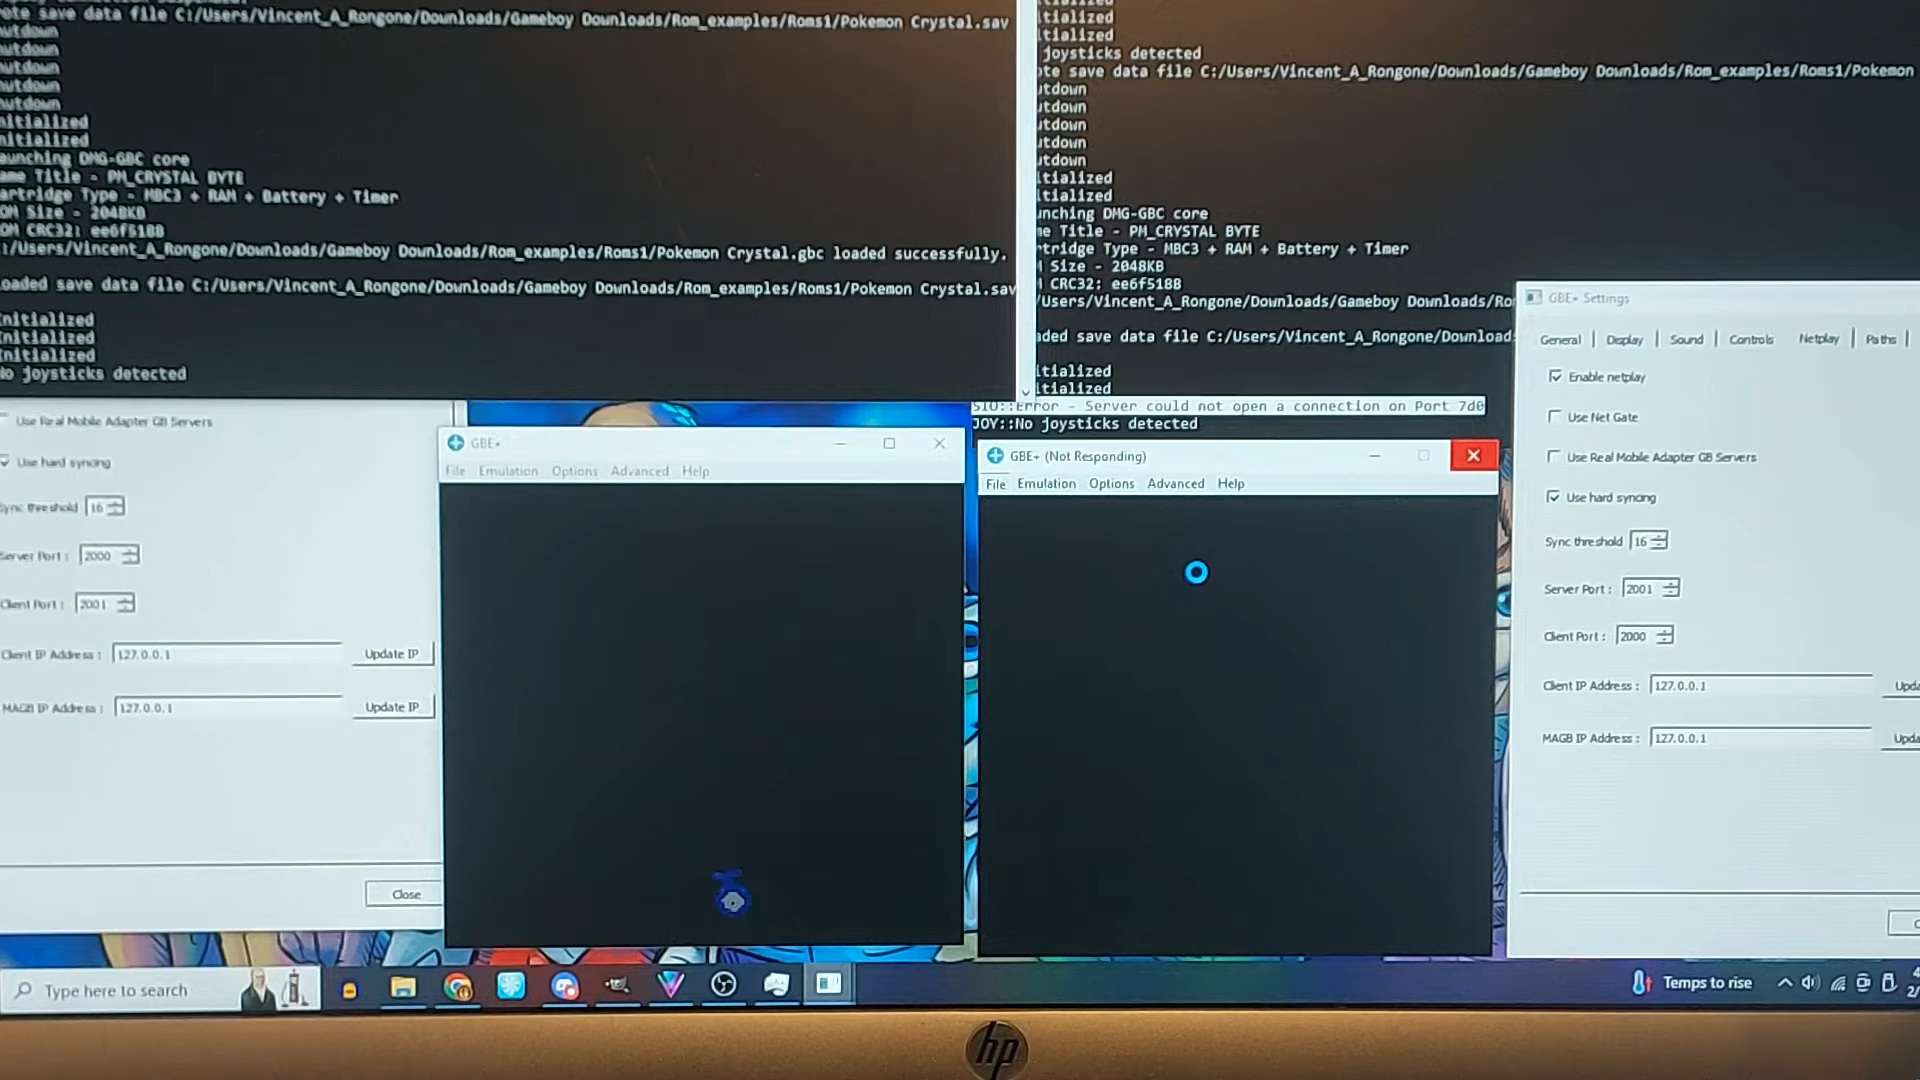 ote save data file C:/Users/Vincent_A_Rongone/Downloads/Gameboy Downloads/Rom_examples/Roms1/Pokemon Crystal.sav
utdown
utdown
utdown
utdown
utdown
nitialized
nitialized
aunching DMG-GBC core
ame Title - PM_CRYSTAL BYTE
artridge Type - MBC3 + RAM + Battery + Timer
OM Size - 2048KB
OM CRC32: ee6f5188
:/Users/Vincent_A_Rongone/Downloads/Gameboy Downloads/Rom_examples/Roms1/Pokemon Crystal.gbc loaded successfully.
oaded save data file C:/Users/Vincent_A_Rongone/Downloads/Gameboy Downloads/Rom_examples/Roms1/Pokemon Crystal.sav
Initialized
Initialized
Initialized
No joysticks detected
itialized
itialized
joysticks detected
ote save data file C:/Users/Vincent_A_Rongone/Downloads/Gameboy Downloads/Rom_examples/Roms1/Pokemon
utdown
utdown
utdown
utdown
utdown
itialized
itialized
unching DMG-GBC core
me Title - PM_CRYSTAL BYTE
rtridge Type - MBC3 + RAM + Battery + Timer
M Size - 2048KB
M CRC32: ee6f5188
/Users/Vincent_A_Rongone/Downloads/Gameboy Downloads/Ro
aded save data file C:/Users/Vincent_A_Rongone/Download
itialized
itialized
SIO::Error - Server could not open a connection on Port 7d0
JOY::No joysticks detected
Use Real Mobile Adapter GB Servers
Use hard syncing
Sync threshold 16
Server Port : 2000
Client Port : 2001
Client IP Address : 127.0.0.1 Update IP
MAGB IP Address : 127.0.0.1 Update IP
Close
GBE+
File Emulation Options Advanced Help
GBE+ (Not Responding)
File Emulation Options Advanced Help
GBE+ Settings
General Display Sound Controls Netplay Paths
Enable netplay
Use Net Gate
Use Real Mobile Adapter GB Servers
Use hard syncing
Sync threshold 16
Server Port : 2001
Client Port : 2000
Client IP Address : 127.0.0.1 Upda
MAGB IP Address : 127.0.0.1 Upda
Type here to search
Temps to rise
hp